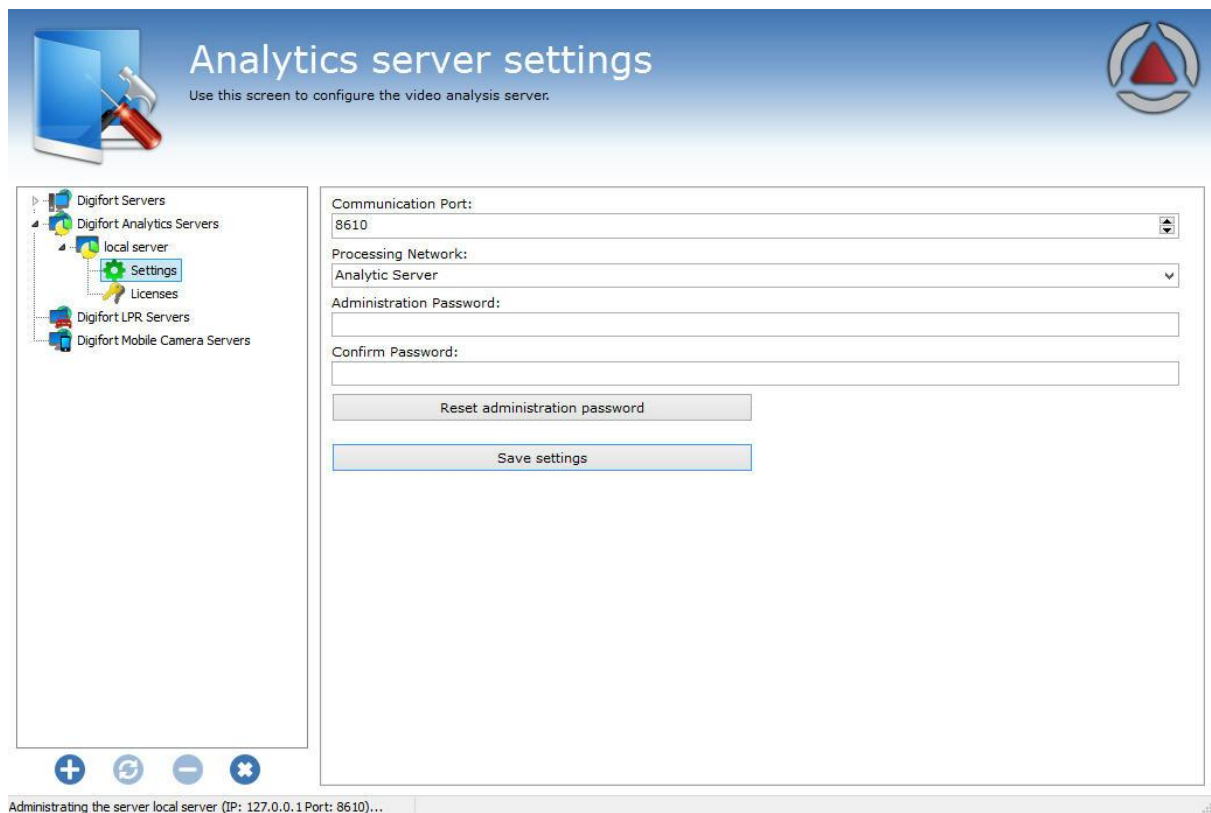 Analytics server settings
Use this screen to configure the video analysis server.
Digifort Servers
Digifort Analytics Servers
local server
Settings
Licenses
Digifort LPR Servers
Digifort Mobile Camera Servers
Communication Port:
8610
Processing Network:
Analytic Server
Administration Password:
Confirm Password:
Reset administration password
Save settings
Administrating the server local server (IP: 127.0.0.1 Port: 8610)...